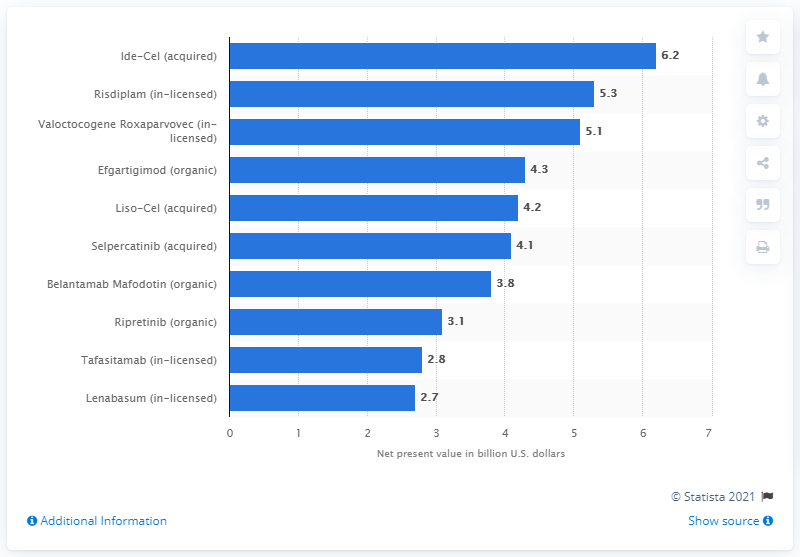 Ide-Cel (acquired)
6.2
Risdiplam (in-licensed)
5.3
Valoctocogene Roxaparvovec (in-
licensed)
5.1
Efgartigimod (organic)
4.3
Liso-Cel (acquired)
4.2
Selpercatinib (acquired)
4.1
Belantamab Mafodotin (organic)
3.8
Ripretinib (organic)
3.1
Tafasitamab (in-licensed)
2.8
Lenabasum (in-licensed)
2.7
0 1 2 3 4 5 6 7
Net present value in billion U.S. dollars
© Statista 2021
Additional Information
Show source